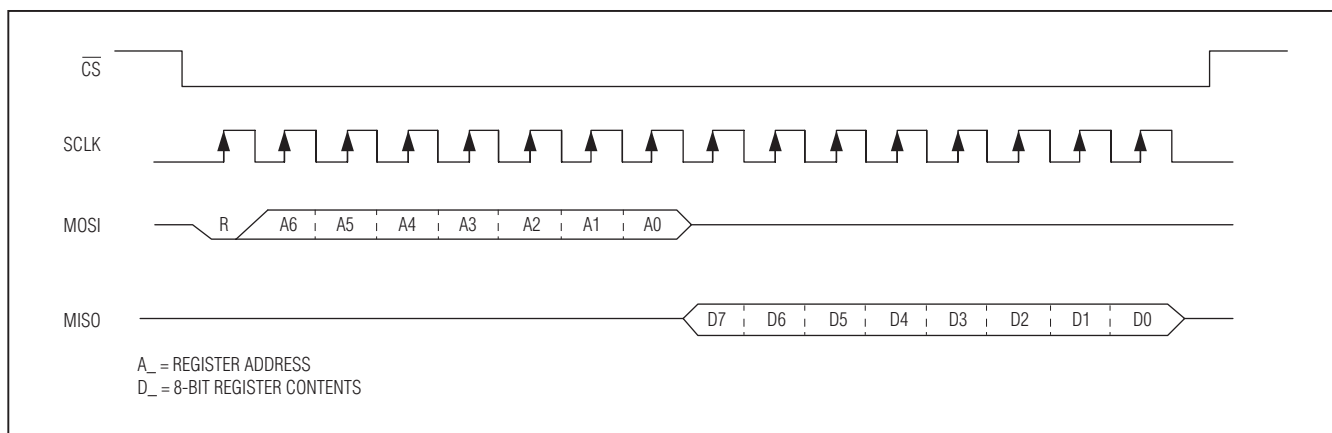 C̅S̅
SCLK
MOSI R A6 A5 A4 A3 A2 A1 A0
MISO D7 D6 D5 D4 D3 D2 D1 D0
A_ = REGISTER ADDRESS
D_ = 8-BIT REGISTER CONTENTS